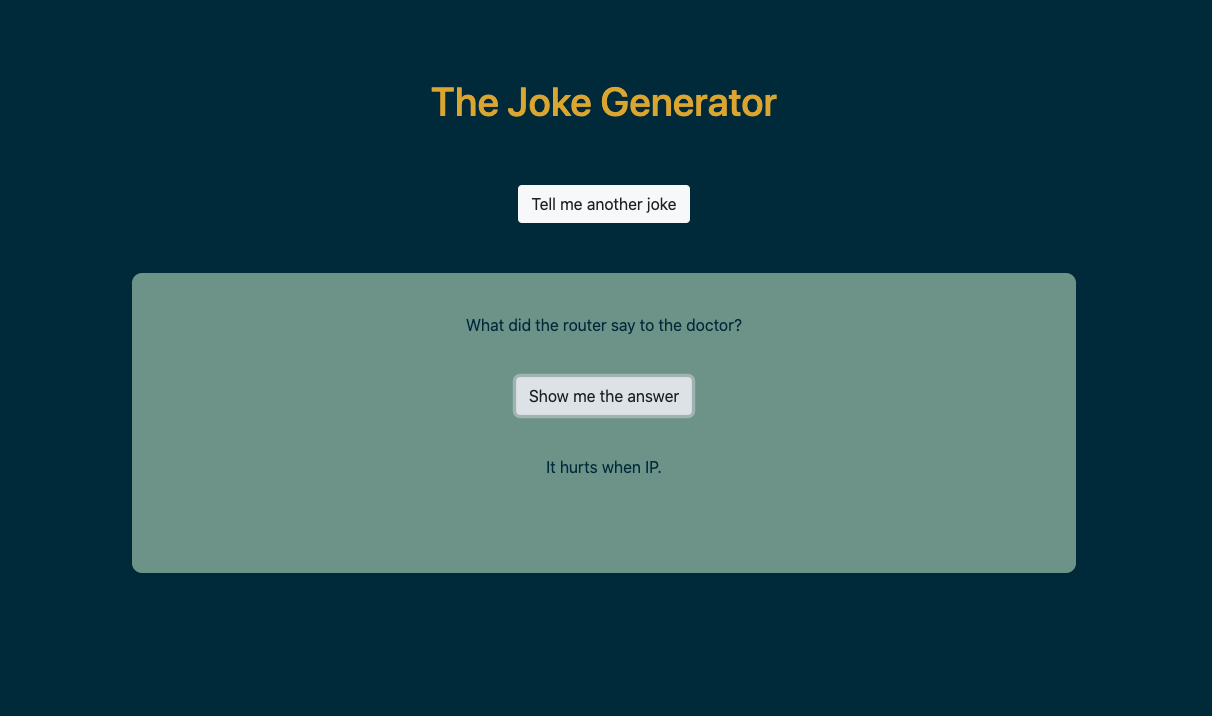 The Joke Generator
Tell me another joke
What did the router say to the doctor?
Show me the answer
It hurts when IP.